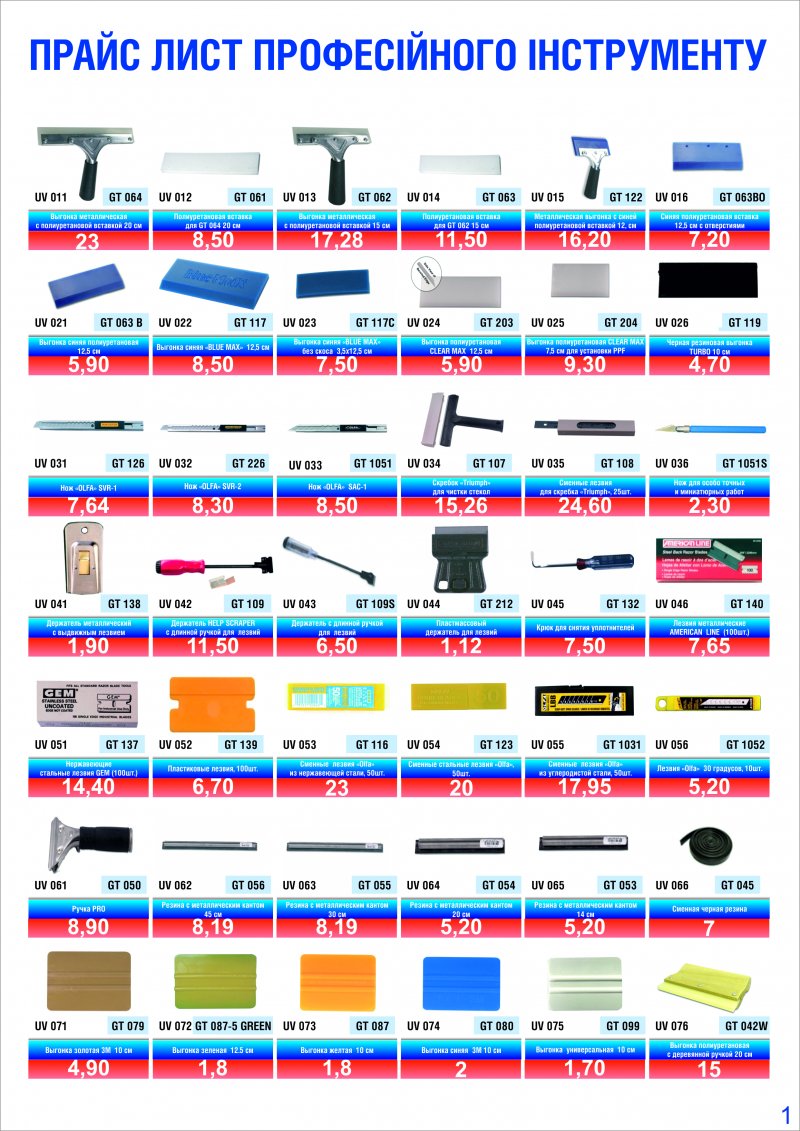 ПРАЙС ЛИСТ ПРОФЕСІЙНОГО ІНСТРУМЕНТУ
UV 011 GT 064
Выгонка металлическая
с полиуретановой вставкой 20 см
23
UV 012 GT 061
Полиуретановая вставка
для GT 064 20 см
8,50
UV 013 GT 062
Выгонка металлическая
с полиуретановой вставкой 15 см
17,28
UV 014 GT 063
Полиуретановая вставка
для GT 062 15 см
11,50
UV 015 GT 122
Металлическая выгонка с синей
полиуретановой вставкой 12, см
16,20
UV 016 GT 063BO
Синяя полиуретановая вставка
12,5 см с отверстиями
7,20
UV 021 GT 063 B
Выгонка синяя полиуретановая
12,5 см
5,90
UV 022 GT 117
Выгонка синяя «BLUE MAX» 12,5 см
8,50
UV 023 GT 117C
Выгонка синяя «BLUE MAX»
без скоса 3,5х12,5 см
7,50
UV 024 GT 203
Выгонка полиуретановая
CLEAR MAX 12,5 см
5,90
UV 025 GT 204
Выгонка полиуретановая CLEAR MAX
7,5 см для установки PPF
9,30
UV 026 GT 119
Черная резиновая выгонка
TURBO 10 см
4,70
UV 031 GT 126
Нож «OLFA» SVR-1
7,64
UV 032 GT 226
Нож «OLFA» SVR-2
8,30
UV 033 GT 1051
Нож «OLFA» SAC-1
8,50
UV 034 GT 107
Скребок «Triumph»
для чистки стекол
15,26
UV 035 GT 108
Сменные лезвия
для скребка «Triumph», 25шт.
24,60
UV 036 GT 1051S
Нож для особо точных
и миниатюрных работ
2,30
UV 041 GT 138
Держатель металлический
с выдвижным лезвием
1,90
UV 042 GT 109
Держатель HELP SCRAPER
с длинной ручкой для лезвий
11,50
UV 043 GT 109S
Держатель с длинной ручкой
для лезвий
6,50
UV 044 GT 212
Пластмассовый
держатель для лезвий
1,12
UV 045 GT 132
Крюк для снятия уплотнителей
7,50
AMERICAN LINE
Steel Back Razor Blades
100
UV 046 GT 140
Лезвия металлические
AMERICAN LINE (100шт.)
7,65
GEM
STAINLESS STEEL
UNCOATED
UV 051 GT 137
Нержавеющие
стальные лезвия GEM (100шт.)
14,40
UV 052 GT 139
Пластиковые лезвия, 100шт.
6,70
UV 053 GT 116
Сменные лезвия «Olfa»
из нержавеющей стали, 50шт.
23
UV 054 GT 123
Сменные стальные лезвия «Olfa»,
50шт.
20
UV 055 GT 1031
Сменные лезвия «Olfa»
из углеродистой стали, 50шт.
17,95
UV 056 GT 1052
Лезвия «Olfa» 30 градусов, 10шт.
5,20
UV 061 GT 050
Ручка PRO
8,90
UV 062 GT 056
Резина с металлическим кантом
45 см
8,19
UV 063 GT 055
Резина с металлическим кантом
30 см
8,19
UV 064 GT 054
Резина с металлическим кантом
20 см
5,20
UV 065 GT 053
Резина с металлическим кантом
14 см
5,20
UV 066 GT 045
Сменная черная резина
7
UV 071 GT 079
Выгонка золотая 3М 10 см
4,90
UV 072 GT 087-5 GREEN
Выгонка зеленая 12.5 см
1,8
UV 073 GT 087
Выгонка желтая 10 см
1,8
UV 074 GT 080
Выгонка синяя 3М 10 см
2
UV 075 GT 099
Выгонка универсальная 10 см
1,70
UV 076 GT 042W
Выгонка полиуретановая
с деревянной ручкой 20 см
15
1